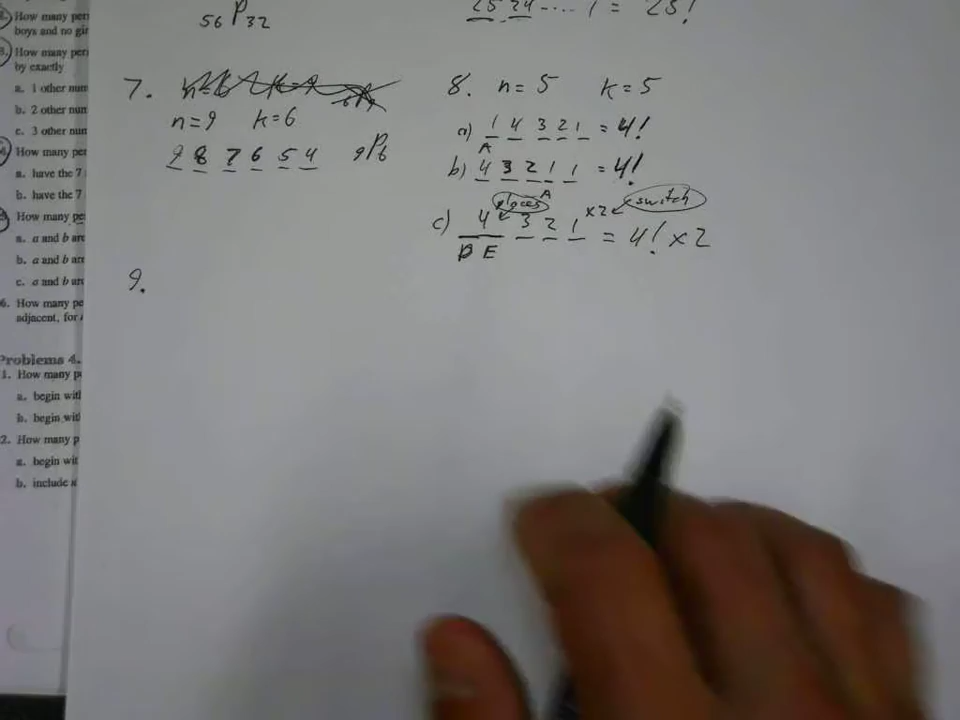 2. How many per
boys and no gir
3. How many per
by exactly
a. 1 other num
b. 2 other num
c. 3 other num
How many per
a. have the 7
b. have the 7
How many pe
a. a and b are
b. a and b are
c. a and b are
6. How many pe
adjacent, for
Problems 4.
1. How many p
a. begin with
b. begin with
2. How many p
a. begin wit
b. include a
56P32
25 24 .... 1 = 25!
7.
n=9 k=6
9 8 7 6 5 4 9P6
8. n=5 k=5
a) 1 4 3 2 1 = 4!
A
b) 4 3 2 1 1 = 4!
A
places x2 switch
c) 4 3 2 1 = 4! x 2
D E
9.